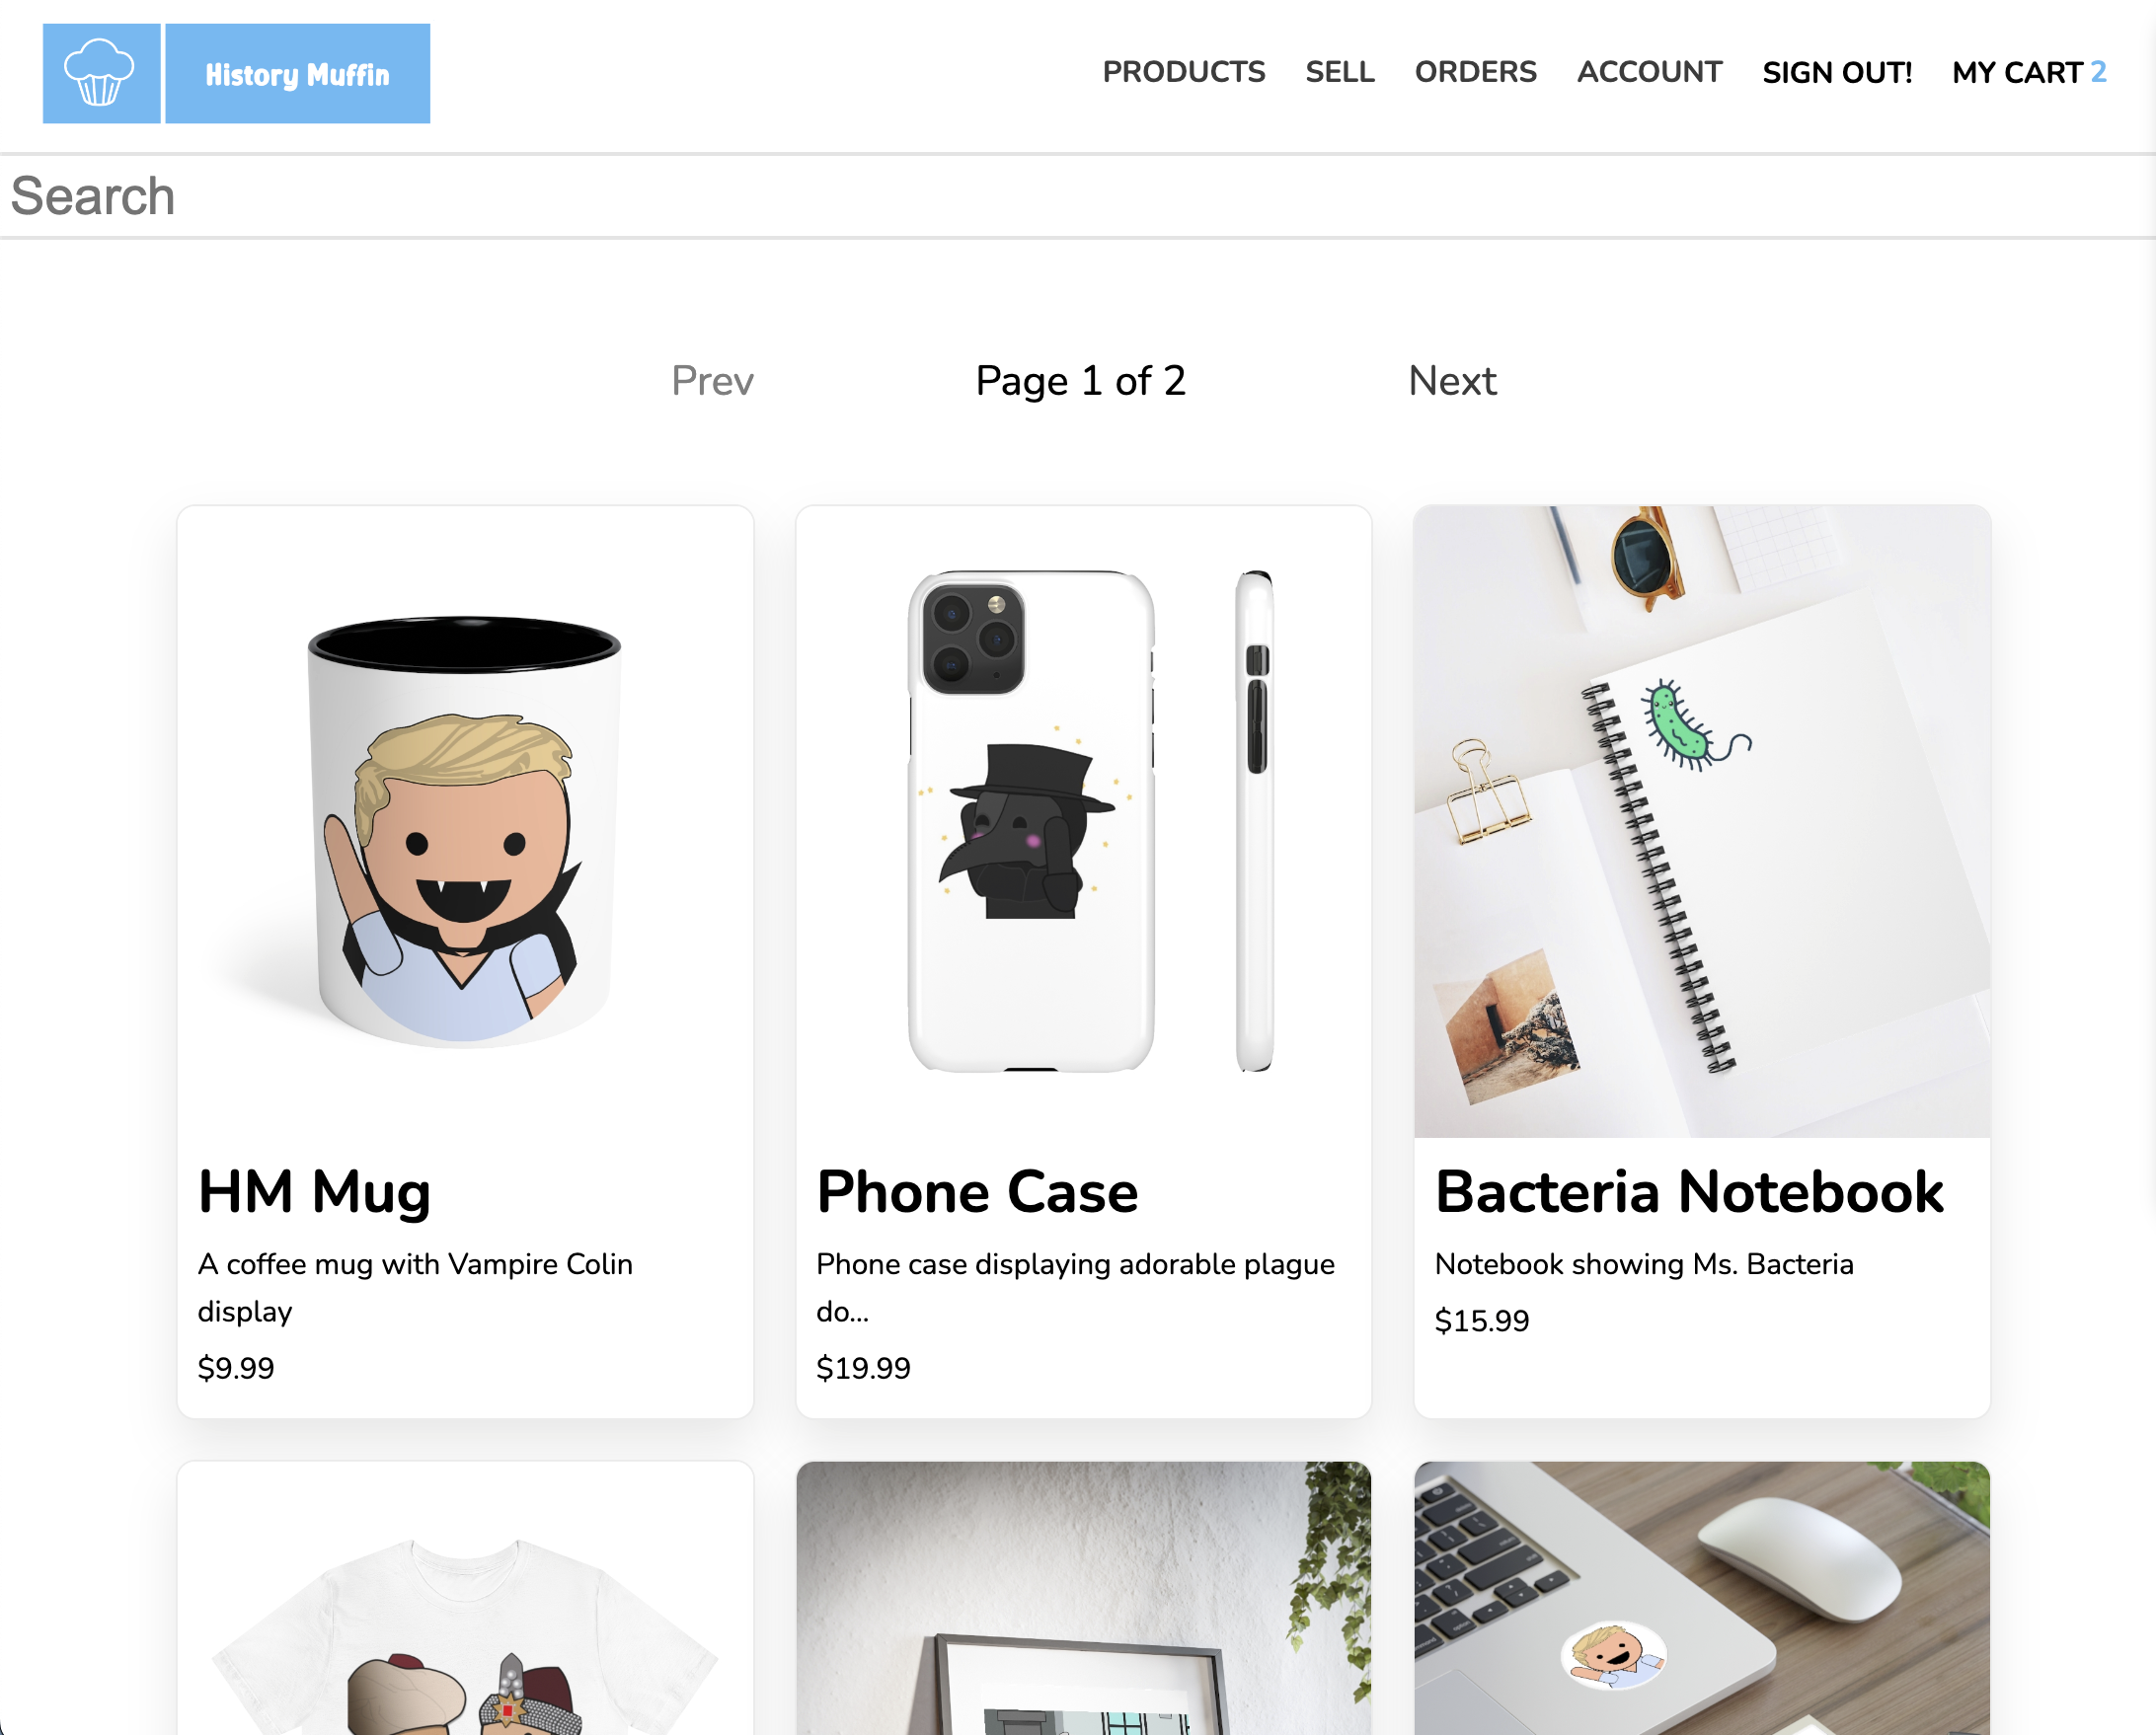 History Muffin
PRODUCTS SELL ORDERS ACCOUNT SIGN OUT! MY CART 2
Search
Prev Page 1 of 2 Next
HM Mug
A coffee mug with Vampire Colin
display
$9.99
Phone Case
Phone case displaying adorable plague
do...
$19.99
Bacteria Notebook
Notebook showing Ms. Bacteria
$15.99